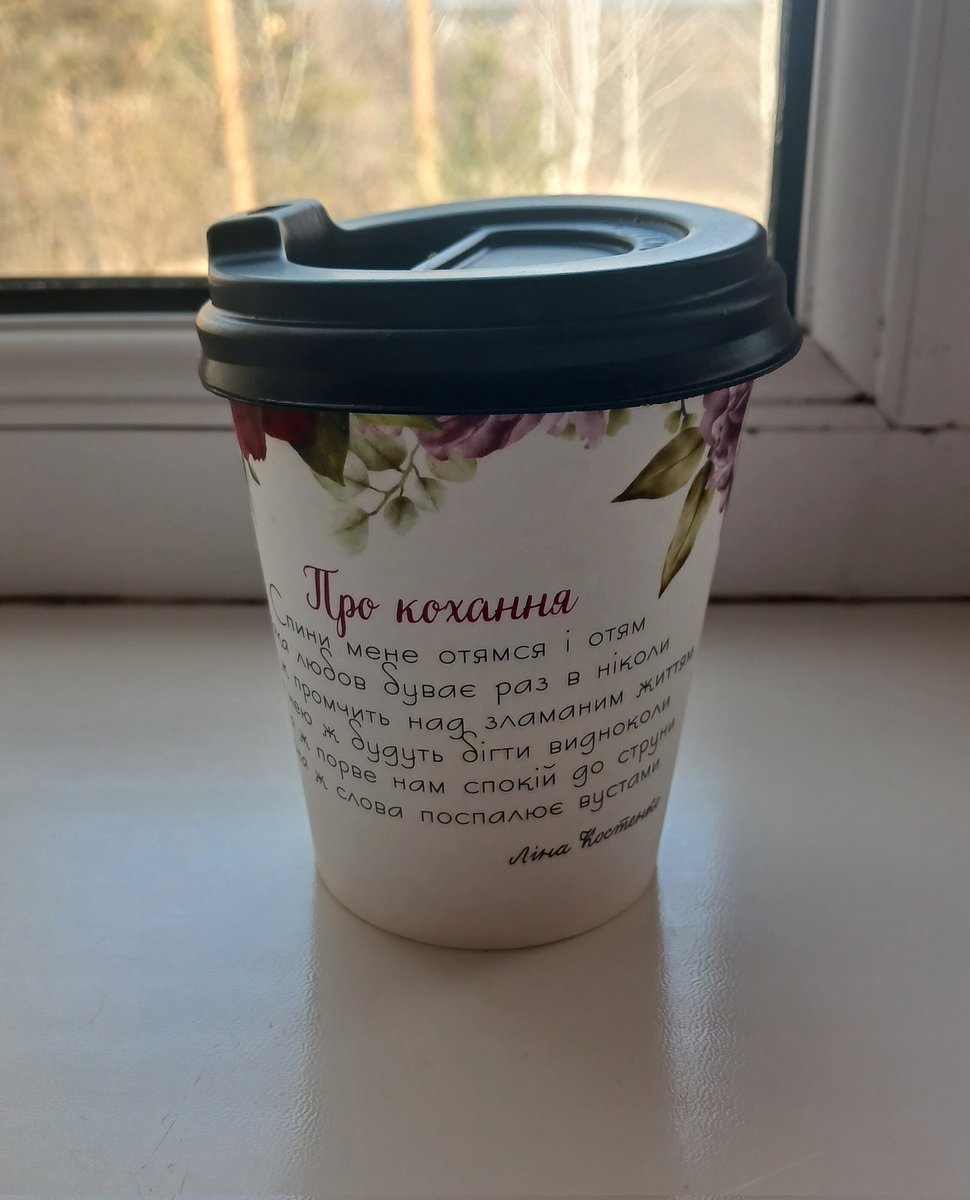 Про кохання
Спини мене отямся і отям
любов буває раз в ніколи
промчить над зламаним життям
ж будуть бігти видноколи
ж порве нам спокій до струни
ж слова поспалює вустами
Ліна Костенко